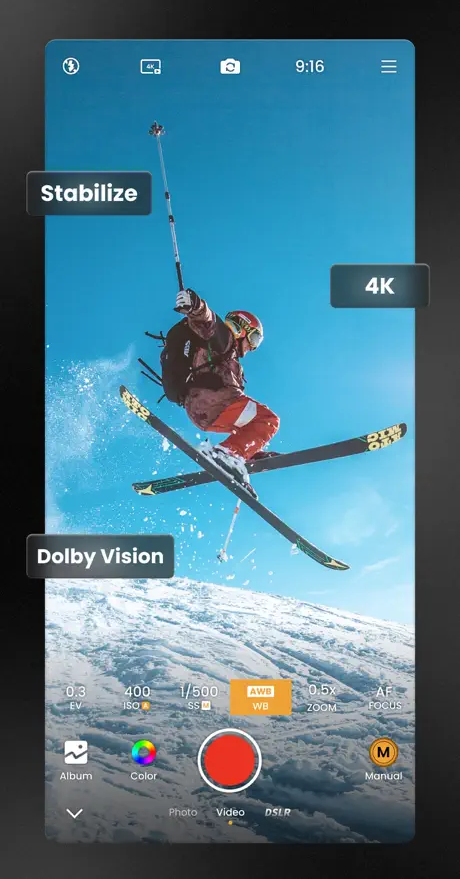 4K
9:16
Stabilize
4K
Dolby Vision
0.3
EV
400
ISO A
1/500
SS M
AWB
WB
0.5x
ZOOM
AF
FOCUS
Album
Color
M
Manual
Photo
Video
DSLR